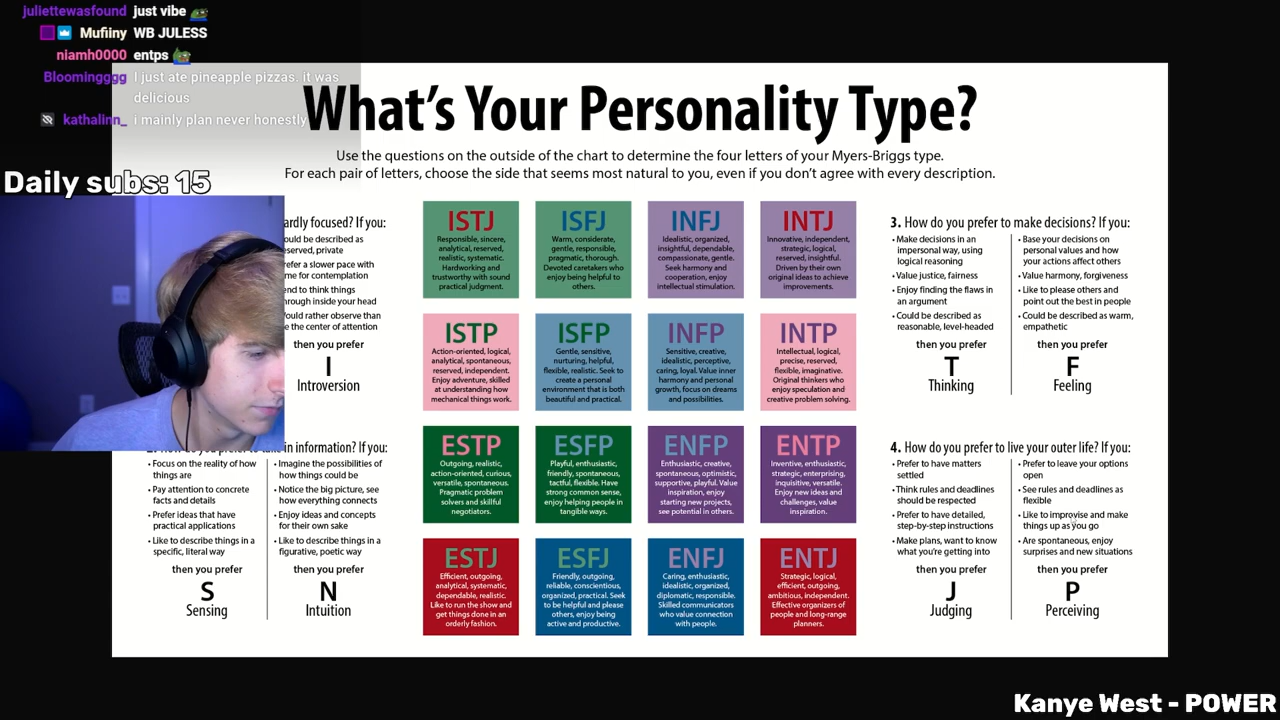 juliettewasfound just vibe
Mufiiny WB JULESS
niamh0000 entps
Bloomingggg I just ate pineapple pizzas. it was
delicious
kathalinn_ i mainly plan never honestly
Daily subs: 15
What's Your Personality Type?
Use the questions on the outside of the chart to determine the four letters of your Myers-Briggs type.
For each pair of letters, choose the side that seems most natural to you, even if you don't agree with every description.
focused? If you:
be described as
private
a slower pace with
for contemplation
to think things
inside your head
rather observe than
the center of attention
then you prefer
I
Introversion
in information? If you:
• Focus on the reality of how
things are
• Pay attention to concrete
facts and details
• Prefer ideas that have
practical applications
• Like to describe things in a
specific, literal way
then you prefer
S
Sensing
• Imagine the possibilities of
how things could be
• Notice the big picture, see
how everything connects
• Enjoy ideas and concepts
for their own sake
• Like to describe things in a
figurative, poetic way
then you prefer
N
Intuition
ISTJ
Responsible, sincere,
analytical, reserved,
realistic, systematic.
Hardworking and
trustworthy with sound
practical judgment.
ISFJ
Warm, considerate,
gentle, responsible,
pragmatic, thorough.
Devoted caretakers who
enjoy being helpful to
others.
INFJ
Idealistic, organized,
insightful, dependable,
compassionate, gentle.
Seek harmony and
cooperation, enjoy
intellectual stimulation.
INTJ
Innovative, independent,
strategic, logical,
reserved, insightful.
Driven by their own
original ideas to achieve
improvements.
ISTP
Action-oriented, logical,
analytical, spontaneous,
reserved, independent.
Enjoy adventure, skilled
at understanding how
mechanical things work.
ISFP
Gentle, sensitive,
nurturing, helpful,
flexible, realistic. Seek to
create a personal
environment that is both
beautiful and practical.
INFP
Sensitive, creative,
idealistic, perceptive,
caring, loyal. Value inner
harmony and personal
growth, focus on dreams
and possibilities.
INTP
Intellectual, logical,
precise, reserved,
flexible, imaginative.
Original thinkers who
enjoy speculation and
creative problem solving.
ESTP
Outgoing, realistic,
action-oriented, curious,
versatile, spontaneous.
Pragmatic problem
solvers and skillful
negotiators.
ESFP
Playful, enthusiastic,
friendly, spontaneous,
tactful, flexible. Have
strong common sense,
enjoy helping people in
tangible ways.
ENFP
Enthusiastic, creative,
spontaneous, optimistic,
supportive, playful. Value
inspiration, enjoy
starting new projects,
see potential in others.
ENTP
Inventive, enthusiastic,
strategic, enterprising,
inquisitive, versatile.
Enjoy new ideas and
challenges, value
inspiration.
ESTJ
Efficient, outgoing,
analytical, systematic,
dependable, realistic.
Like to run the show and
get things done in an
orderly fashion.
ESFJ
Friendly, outgoing,
reliable, conscientious,
organized, practical. Seek
to be helpful and please
others, enjoy being
active and productive.
ENFJ
Caring, enthusiastic,
idealistic, organized,
diplomatic, responsible.
Skilled communicators
who value connection
with people.
ENTJ
Strategic, logical,
efficient, outgoing,
ambitious, independent.
Effective organizers of
people and long-range
planners.
3. How do you prefer to make decisions? If you:
• Make decisions in an
impersonal way, using
logical reasoning
• Value justice, fairness
• Enjoy finding the flaws in
an argument
• Could be described as
reasonable, level-headed
then you prefer
T
Thinking
• Base your decisions on
personal values and how
your actions affect others
• Value harmony, forgiveness
• Like to please others and
point out the best in people
• Could be described as warm,
empathetic
then you prefer
F
Feeling
4. How do you prefer to live your outer life? If you:
• Prefer to have matters
settled
• Think rules and deadlines
should be respected
• Prefer to have detailed,
step-by-step instructions
• Make plans, want to know
what you're getting into
then you prefer
J
Judging
• Prefer to leave your options
open
• See rules and deadlines as
flexible
• Like to improvise and make
things up as you go
• Are spontaneous, enjoy
surprises and new situations
then you prefer
P
Perceiving
Kanye West - POWER